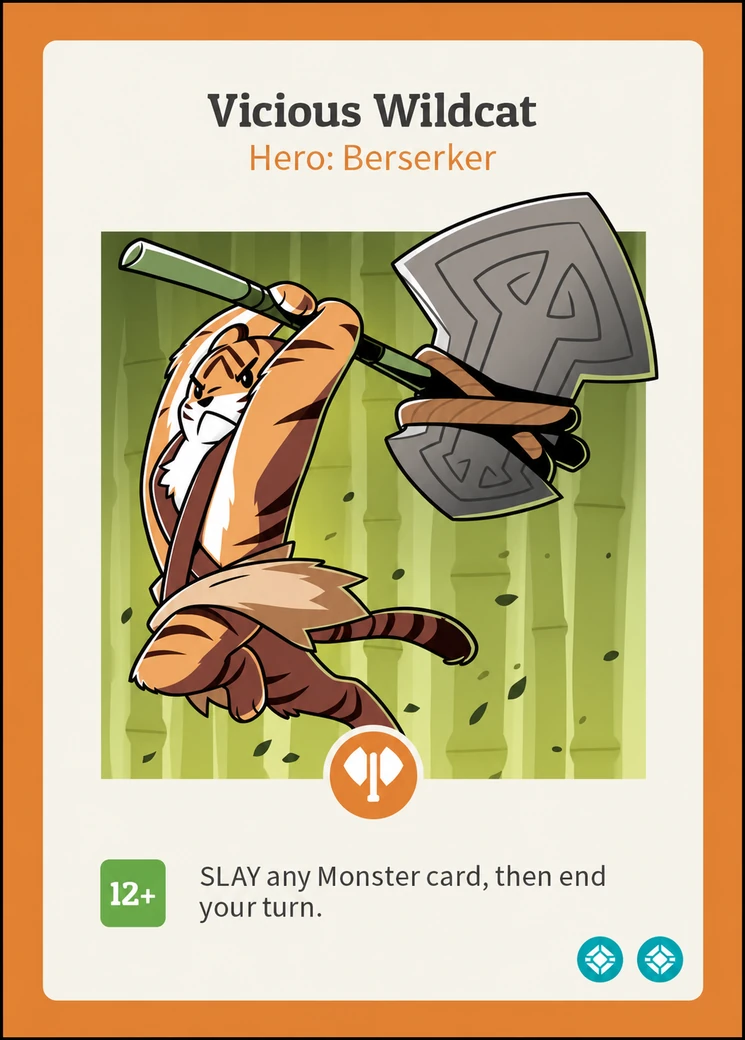 Vicious Wildcat
Hero: Berserker
12+
SLAY any Monster card, then end
your turn.